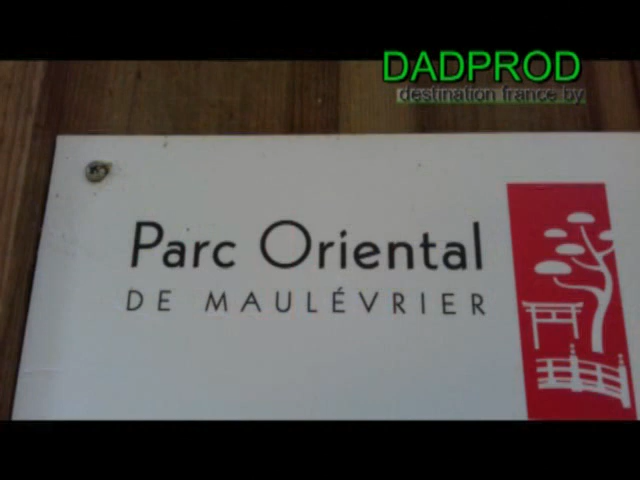 DADPROD
destination france by
Parc Oriental
DE MAULÉVRIER